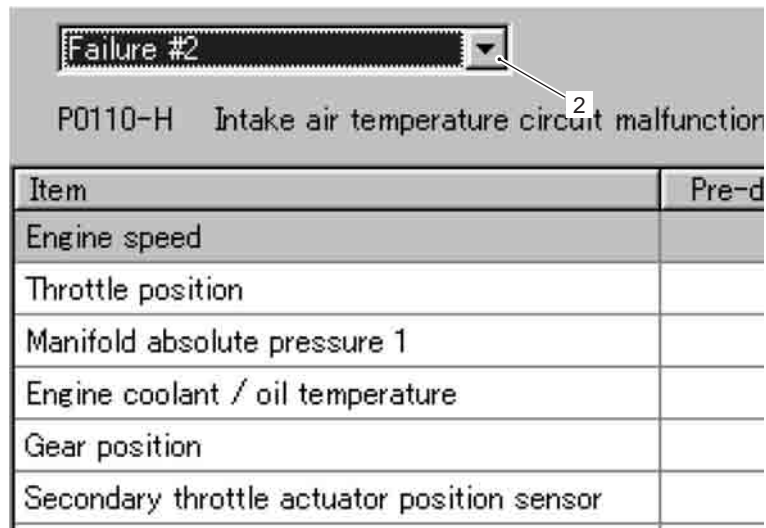 Failure #2
2
P0110-H Intake air temperature circuit malfunction
Item Pre-d
Engine speed
Throttle position
Manifold absolute pressure 1
Engine coolant / oil temperature
Gear position
Secondary throttle actuator position sensor